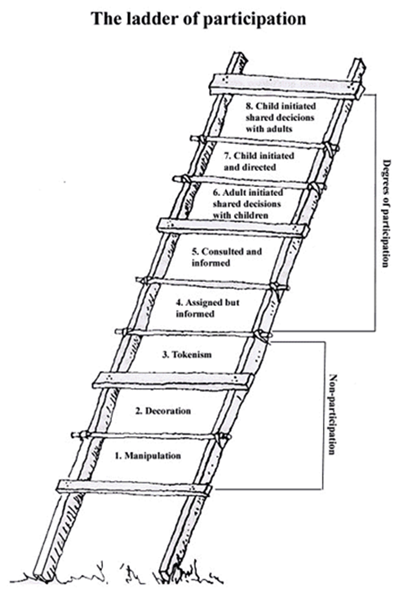 The ladder of participation
8. Child initiated
shared decicions
with adults
7. Child initiated
and directed
6. Adult initiated
shared decisions
with children
5. Consulted and
informed
4. Assigned but
informed
3. Tokenism
2. Decoration
1. Manipulation
Degrees of participation
Non-participation